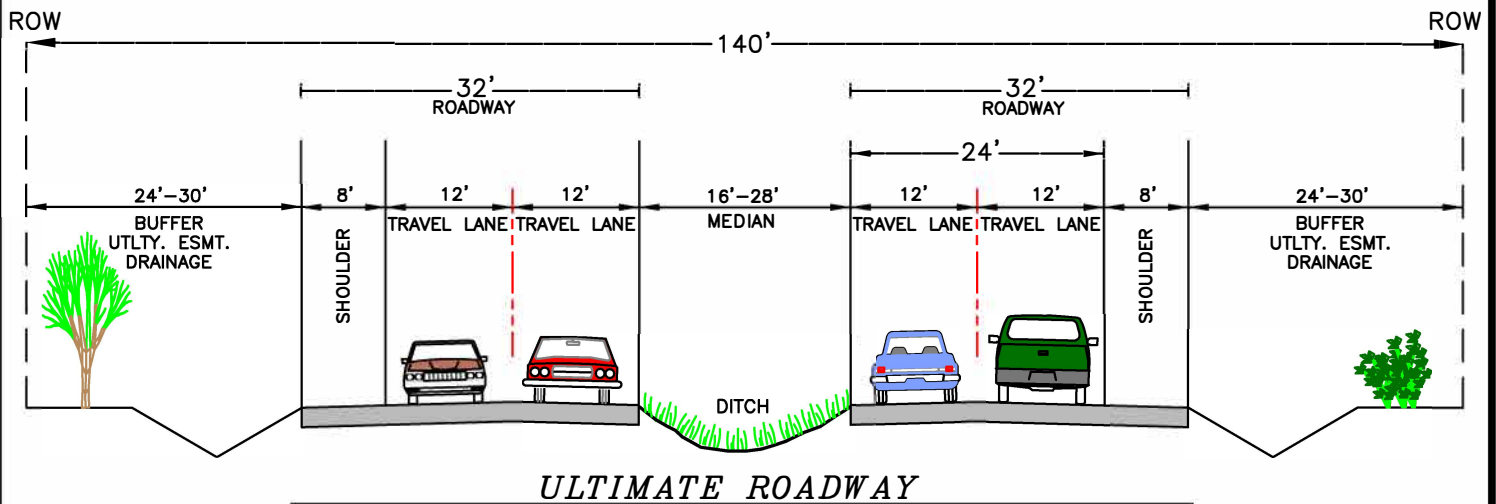 ROW
ROW
140'
32'
ROADWAY
32'
ROADWAY
24'
24'-30'
BUFFER
UTLTY. ESMT.
DRAINAGE
8'
SHOULDER
12'
TRAVEL LANE
12'
TRAVEL LANE
16'-28'
MEDIAN
12'
TRAVEL LANE
12'
TRAVEL LANE
8'
SHOULDER
24'-30'
BUFFER
UTLTY. ESMT.
DRAINAGE
DITCH
ULTIMATE ROADWAY